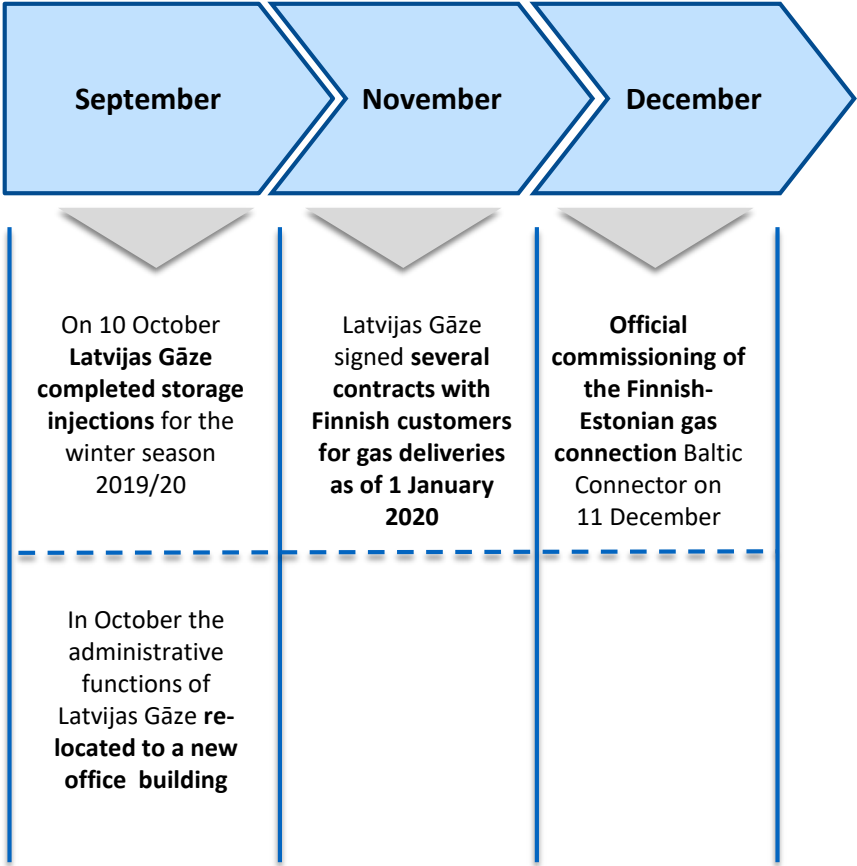 September
November
December
On 10 October
Latvijas Gāze
completed storage
injections for the
winter season
2019/20
Latvijas Gāze
signed several
contracts with
Finnish customers
for gas deliveries
as of 1 January
2020
Official
commissioning of
the Finnish-
Estonian gas
connection Baltic
Connector on
11 December
In October the
administrative
functions of
Latvijas Gāze re-
located to a new
office building